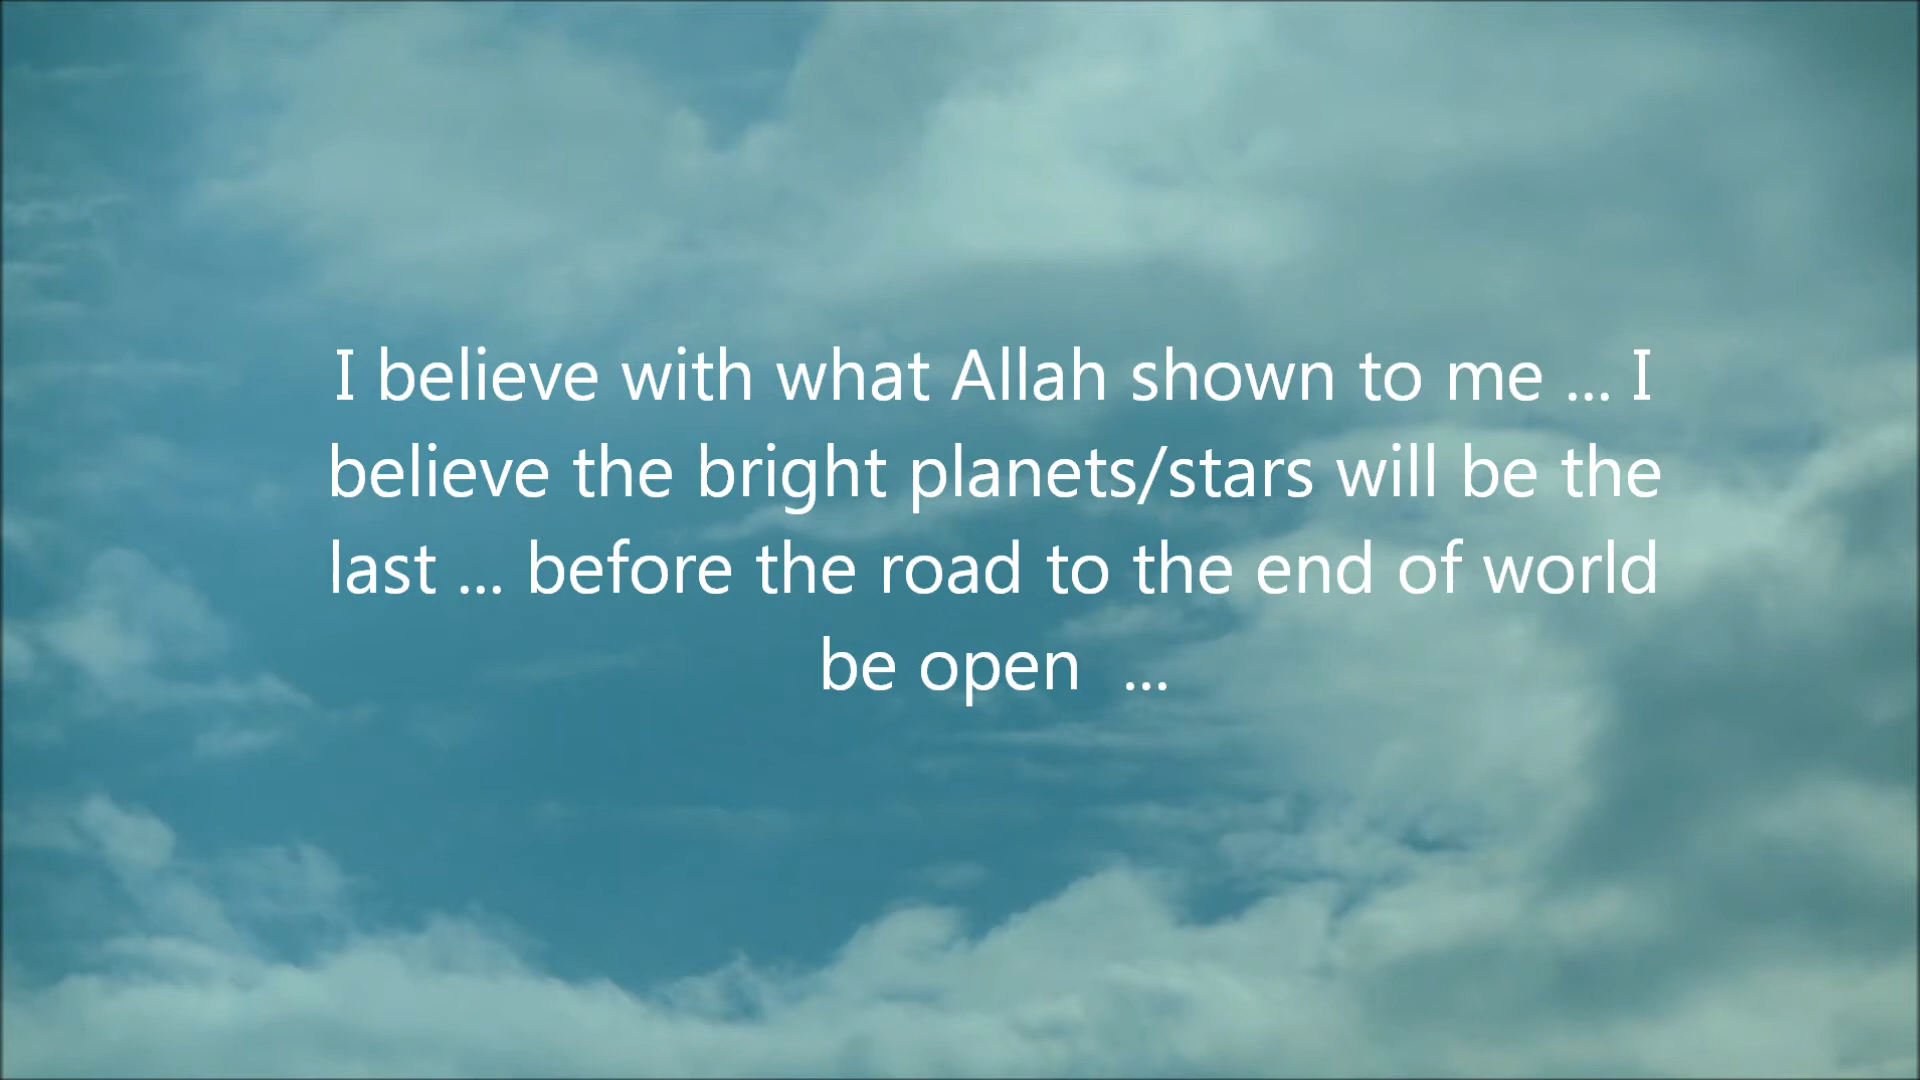 I believe with what Allah shown to me ... I
believe the bright planets/stars will be the
last ... before the road to the end of world
be open  ...